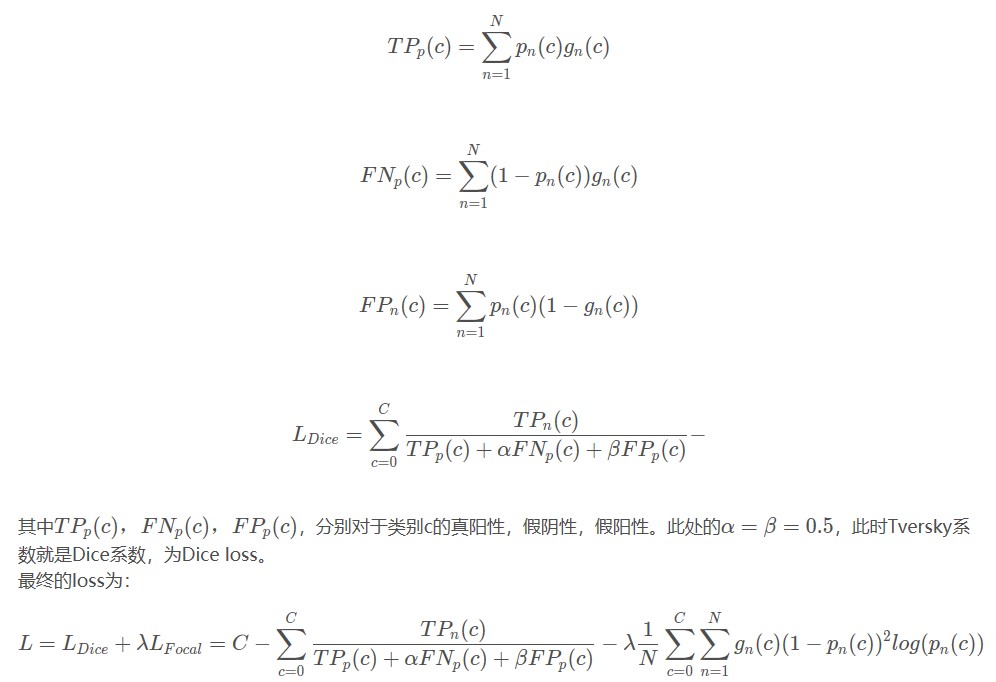 $TP_p(c) = \sum_{n=1}^{N} p_n(c)g_n(c)$
$FN_p(c) = \sum_{n=1}^{N} (1 - p_n(c))g_n(c)$
$FP_n(c) = \sum_{n=1}^{N} p_n(c)(1 - g_n(c))$
$L_{Dice} = \sum_{c=0}^{C} \frac{TP_n(c)}{TP_p(c) + \alpha FN_p(c) + \beta FP_p(c)} -$
其中$TP_p(c)$，$FN_p(c)$，$FP_p(c)$，分别对于类别c的真阳性，假阴性，假阳性。此处的$\alpha = \beta = 0.5$，此时Tversky系
数就是Dice系数，为Dice loss。
最终的loss为：
$L = L_{Dice} + \lambda L_{Focal} = C - \sum_{c=0}^{C} \frac{TP_n(c)}{TP_p(c) + \alpha FN_p(c) + \beta FP_p(c)} - \lambda \frac{1}{N} \sum_{c=0}^{C} \sum_{n=1}^{N} g_n(c)(1 - p_n(c))^2 log(p_n(c))$